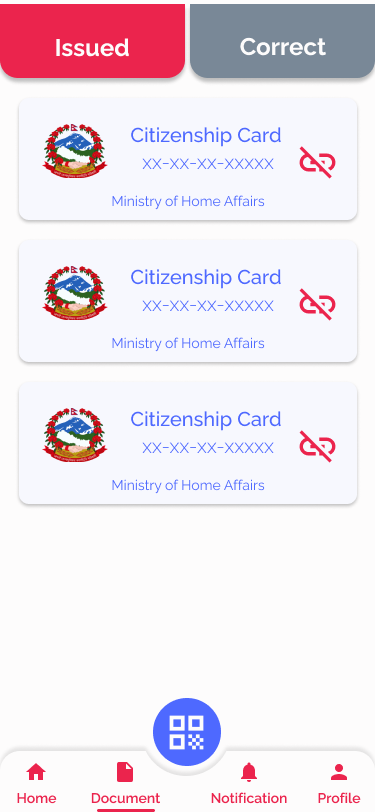 Issued
Correct
Citizenship Card
XX-XX-XX-XXXXX
Ministry of Home Affairs
Citizenship Card
XX-XX-XX-XXXXX
Ministry of Home Affairs
Citizenship Card
XX-XX-XX-XXXXX
Ministry of Home Affairs
Home
Document
Notification
Profile